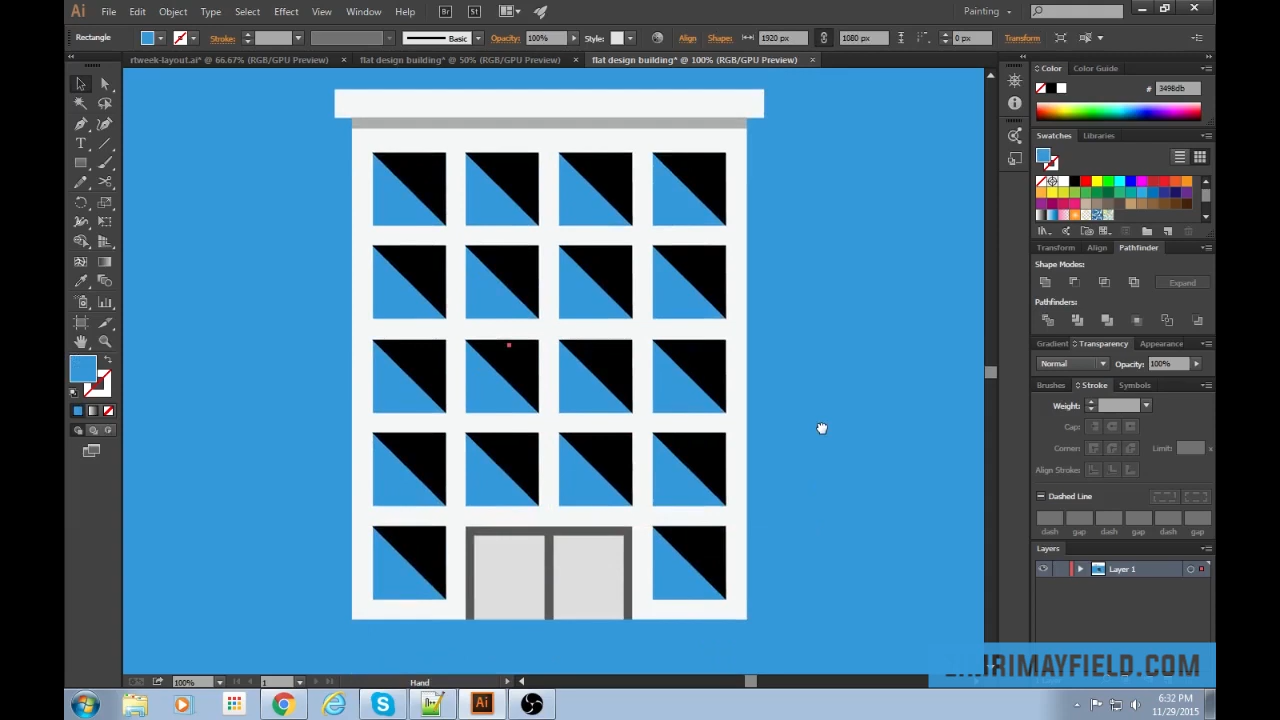 Ai File Edit Object Type Select Effect View Window Help Br St Painting
Rectangle Stroke: Basic Opacity: 100% Style: Align Shape: 1920 px 1080 px 0 px Transform
rtweek-layout.ai* @ 66.67% (RGB/GPU Preview) × flat design building* @ 50% (RGB/GPU Preview) × flat design building* @ 100% (RGB/GPU Preview) ×
Color Color Guide
# 3498db
Swatches Libraries
Transform Align Pathfinder
Shape Modes:
Expand
Pathfinders:
Gradient Transparency Appearance
Normal Opacity: 100%
Brushes Stroke Symbols
Weight:
Cap:
Corner: Limit: x
Align Stroke:
Dashed Line
dash gap dash gap dash gap
Layers
Layer 1
RIMAYFIELD.COM
100% 1 Hand
Ai
6:32 PM
11/29/2015